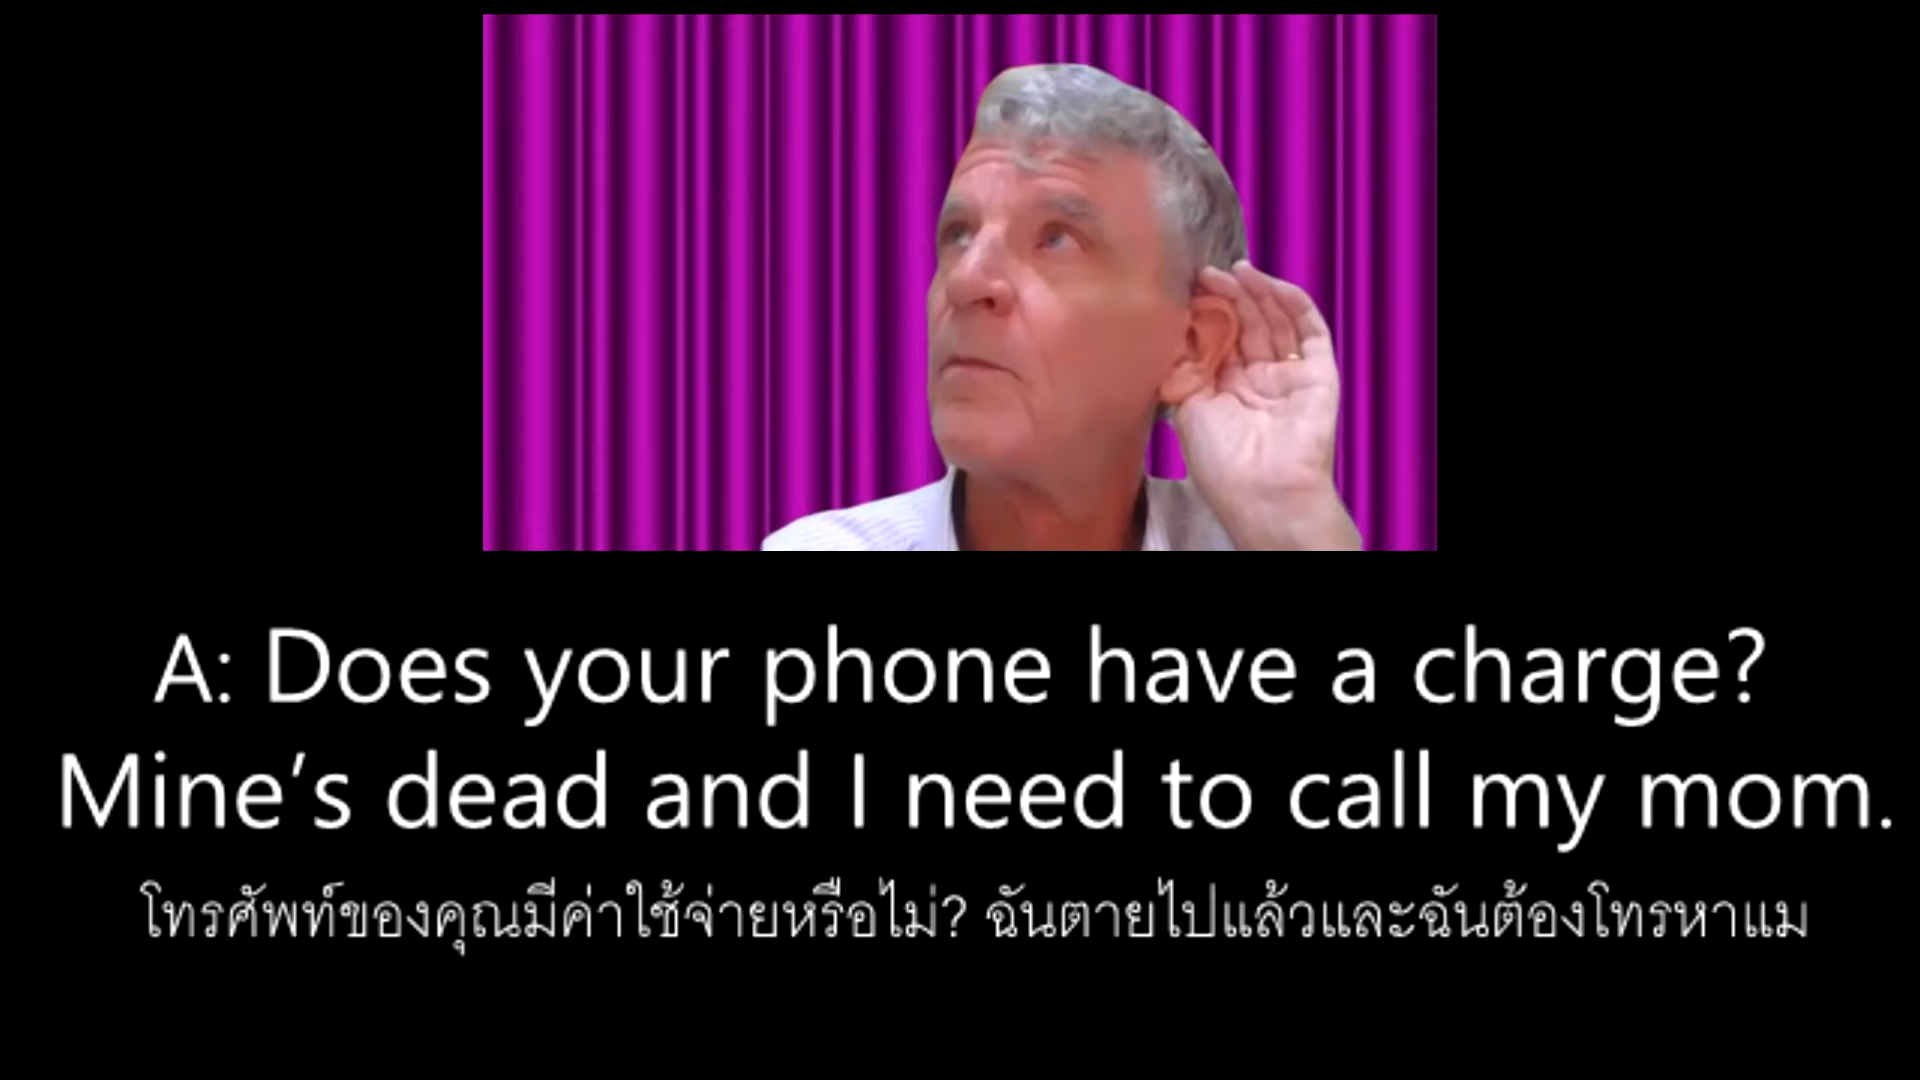 A: Does your phone have a charge?
Mine’s dead and I need to call my mom.
โทรศัพท์ของคุณมีค่าใช้จ่ายหรือไม่? ฉันตายไปแล้วและฉันต้องโทรหาแม